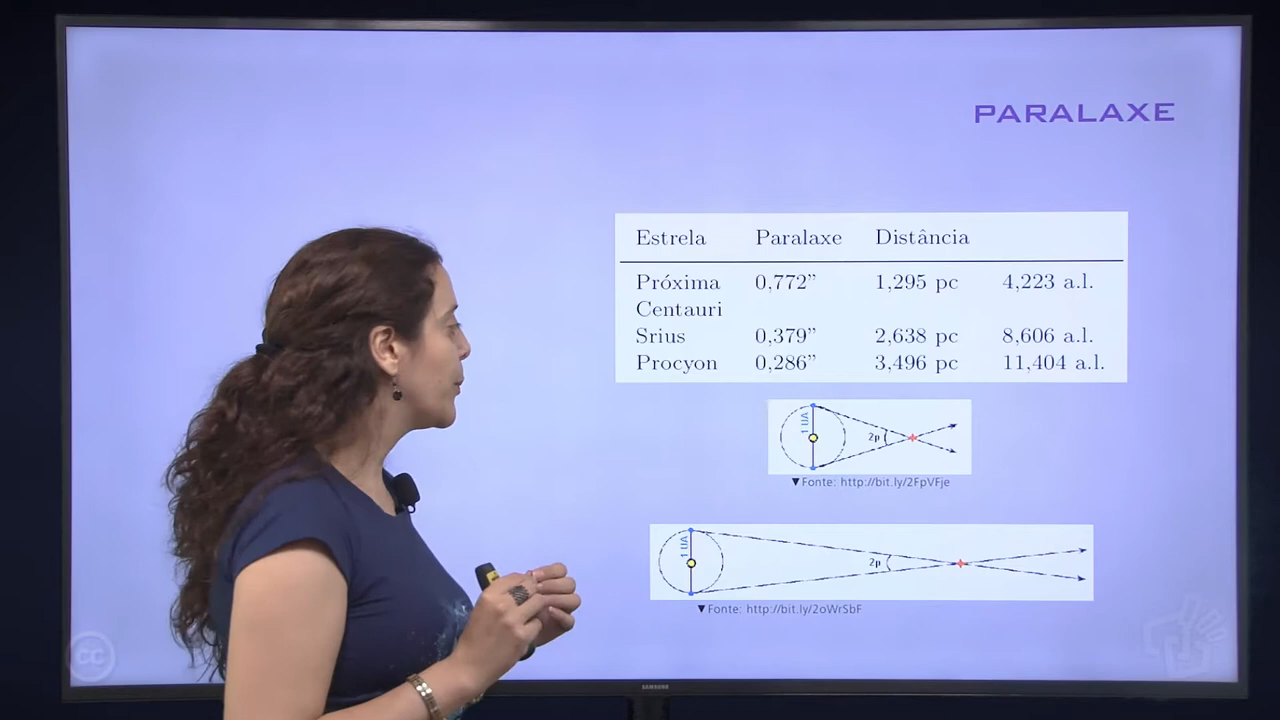 PARALAXE
Estrela Paralaxe Distância
Próxima 0,772” 1,295 pc 4,223 a.l.
Centauri
Srius 0,379” 2,638 pc 8,606 a.l.
Procyon 0,286” 3,496 pc 11,404 a.l.
1 UA
2p
▼Fonte: http://bit.ly/2FpVFje
1 UA
2p
▼Fonte: http://bit.ly/2oWrSbF
cc
SAMSUNG